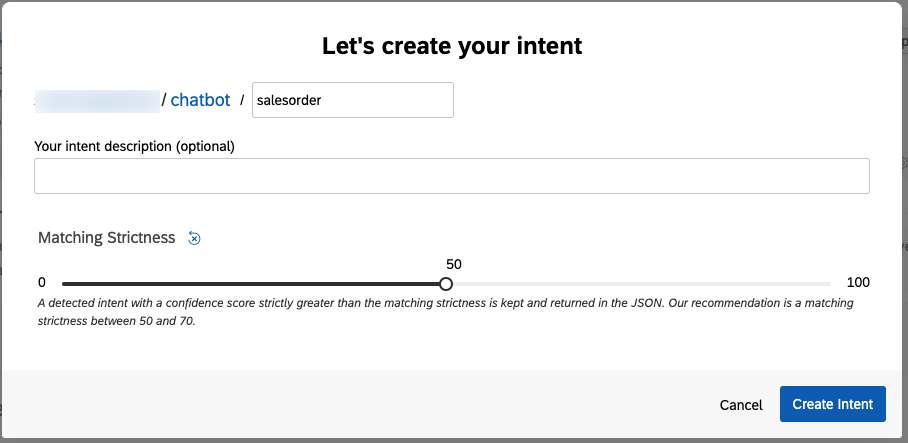 Let's create your intent
/ chatbot / salesorder
Your intent description (optional)
Matching Strictness
50
0 100
A detected intent with a confidence score strictly greater than the matching strictness is kept and returned in the JSON. Our recommendation is a matching
strictness between 50 and 70.
Cancel Create Intent